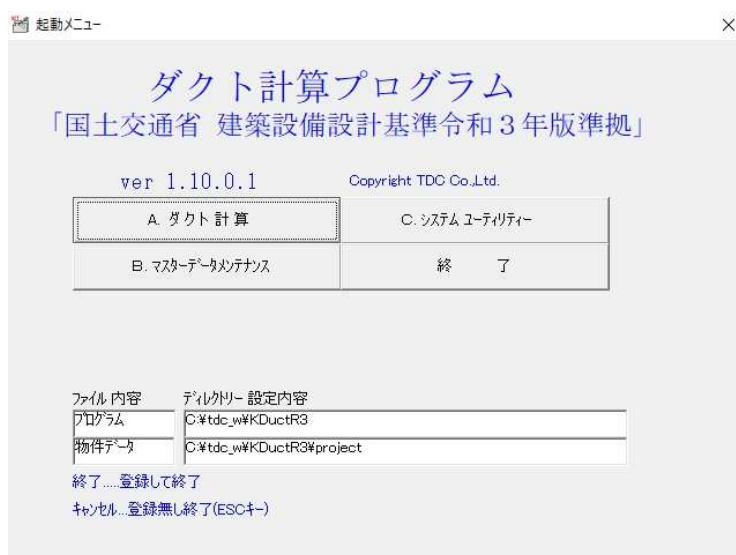 起動メニュー
ダクト計算プログラム
「国土交通省 建築設備設計基準令和３年版準拠」
ver 1.10.0.1 Copyright TDC Co.,Ltd.
A. ダクト計算 C. システム ユーティリティー
B. マスターデータメンテナンス 終 了
ファイル 内容 ディレクトリー 設定内容
プログラム C:¥tdc_w¥KDuctR3
物件データ C:¥tdc_w¥KDuctR3¥project
終了.....登録して終了
キャンセル...登録無し終了(ESCキー)